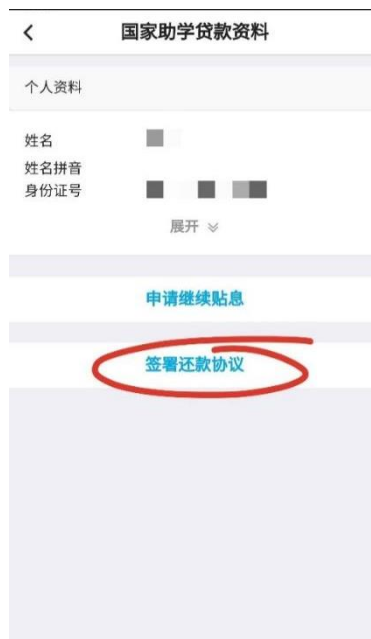 国家助学贷款资料
个人资料
姓名
姓名拼音
身份证号
展开
申请继续贴息
签署还款协议